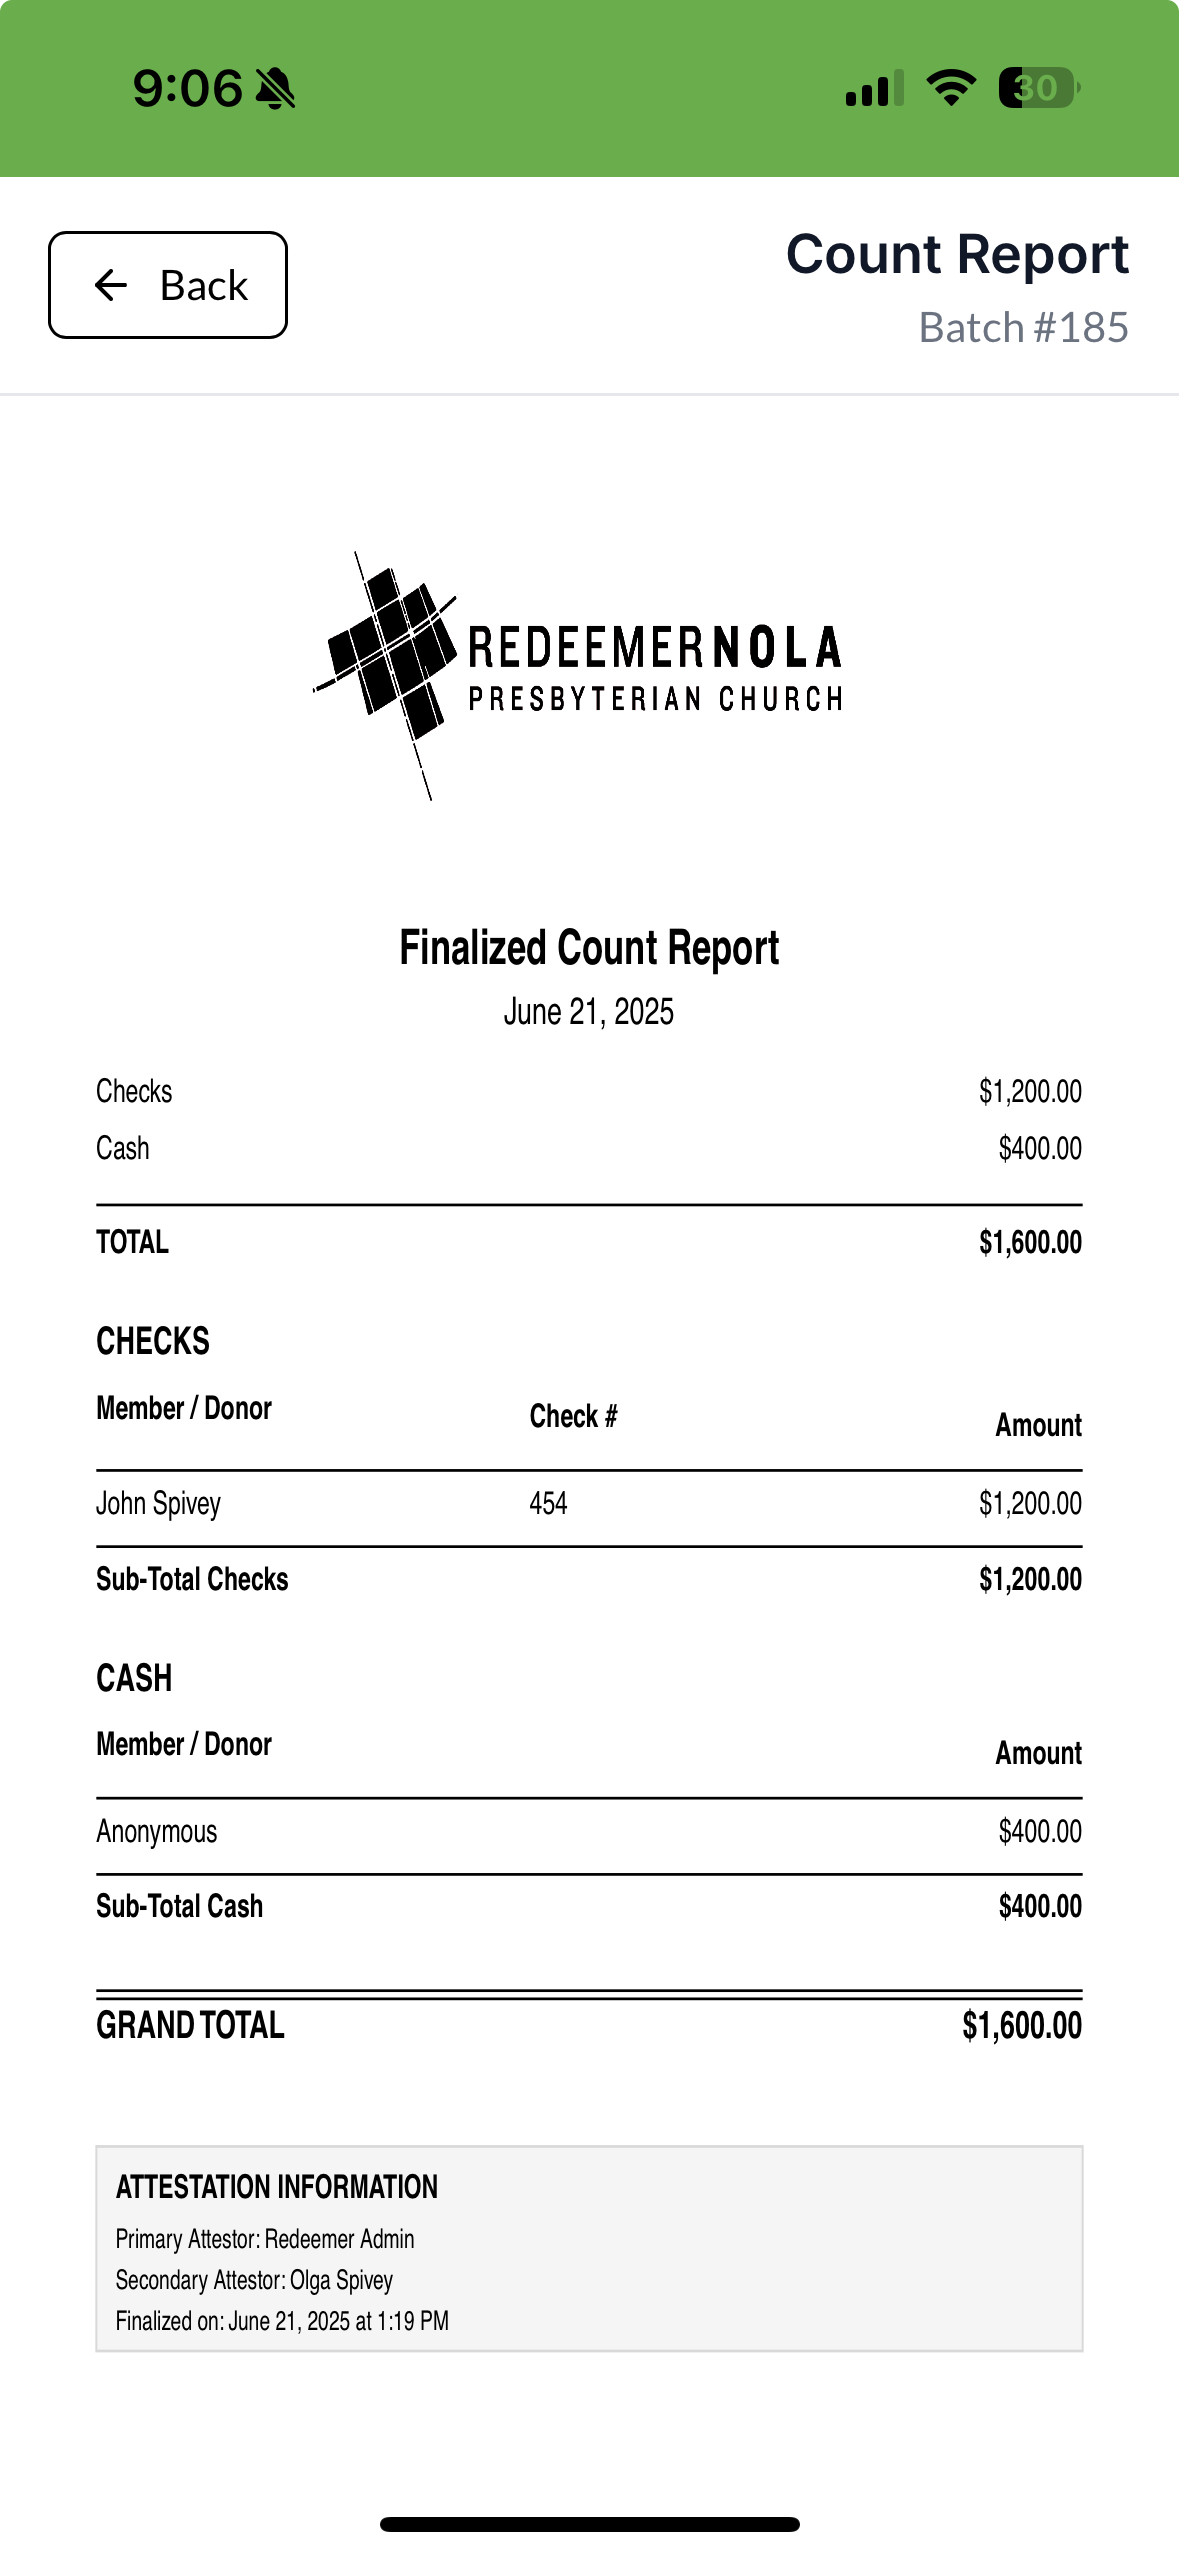 9:06
30
Back
Count Report
Batch #185
REDEEMERNOLA
PRESBYTERIAN CHURCH
Finalized Count Report
June 21, 2025
Checks $1,200.00
Cash $400.00
TOTAL $1,600.00
CHECKS
Member / Donor Check # Amount
John Spivey 454 $1,200.00
Sub-Total Checks $1,200.00
CASH
Member / Donor Amount
Anonymous $400.00
Sub-Total Cash $400.00
GRAND TOTAL $1,600.00
ATTESTATION INFORMATION
Primary Attestor: Redeemer Admin
Secondary Attestor: Olga Spivey
Finalized on: June 21, 2025 at 1:19 PM